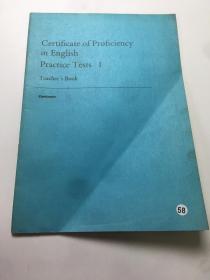 Certificate of Proficiency
in English
Practice Tests 1
Teacher's Book
58